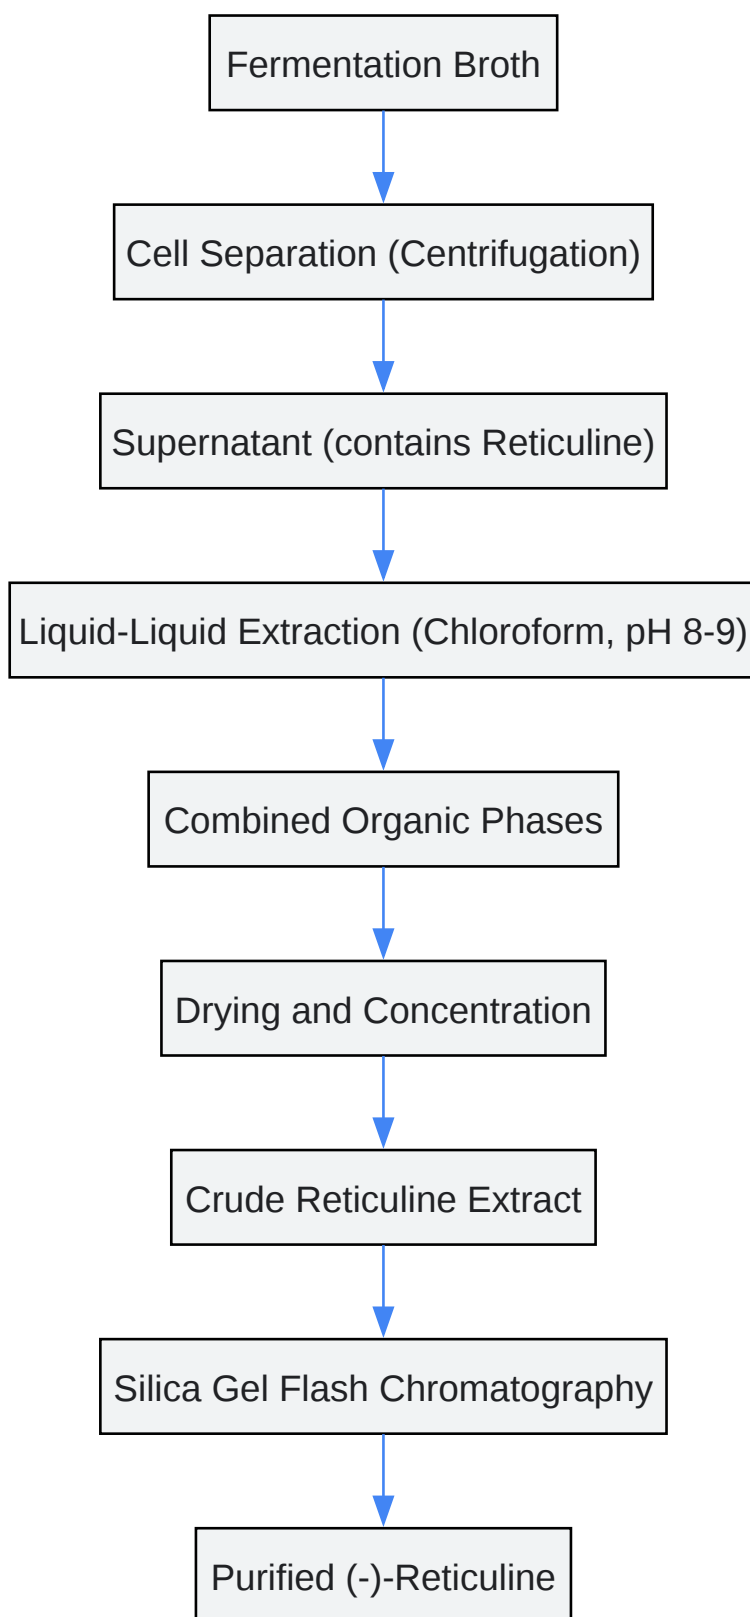 Fermentation Broth
Cell Separation (Centrifugation)
Supernatant (contains Reticuline)
Liquid-Liquid Extraction (Chloroform, pH 8-9)
Combined Organic Phases
Drying and Concentration
Crude Reticuline Extract
Silica Gel Flash Chromatography
Purified (-)-Reticuline